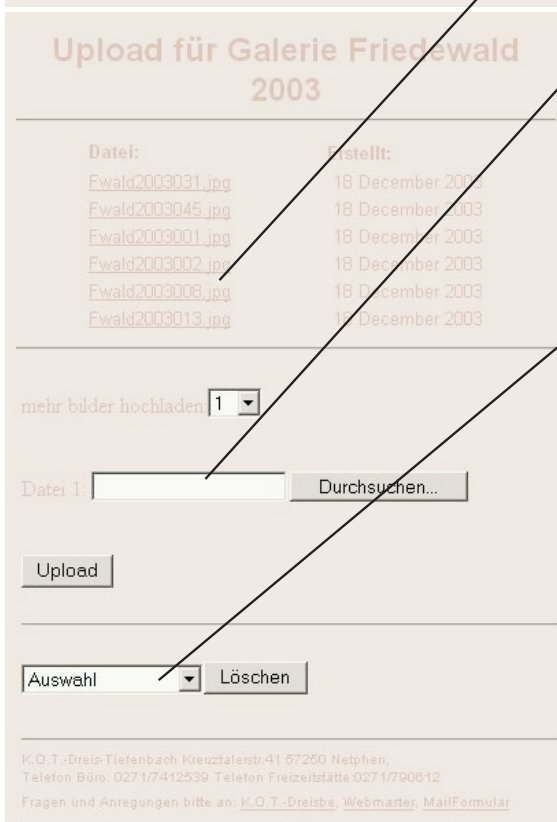 Upload für Galerie Friedewald
2003
Datei: Erstellt:
Fwald2003031.jpg 18 December 2003
Fwald2003045.jpg 18 December 2003
Fwald2003001.jpg 18 December 2003
Fwald2003002.jpg 18 December 2003
Fwald2003008.jpg 18 December 2003
Fwald2003013.jpg 18 December 2003
mehr bilder hochladen: 1
Datei 1: Durchsuchen...
Upload
Auswahl Löschen
K.O.T.-Dreis-Tiefenbach Kreuztalerstr.41 57250 Netphen,
Telefon Büro: 0271/7412539 Telefon Freizeitstätte:0271/790612
Fragen und Anregungen bitte an: K.O.T.-Dreisbe, Webmaster, MailFormular